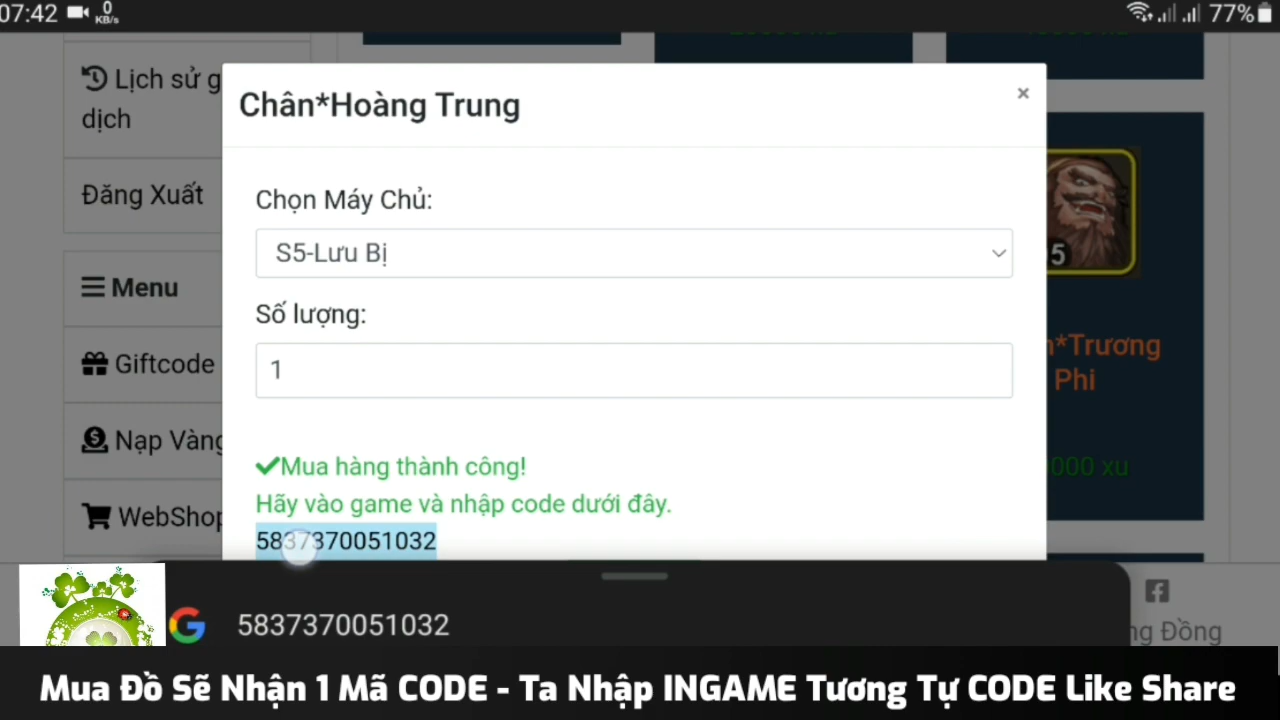 07:42
0
KB/s
77%
Lịch sử g
dịch
Đăng Xuất
Menu
Giftcode
Nạp Vàng
WebShop
Chân*Hoàng Trung
×
Chọn Máy Chủ:
S5-Lưu Bị
Số lượng:
1
Mua hàng thành công!
Hãy vào game và nhập code dưới đây.
5837370051032
5
n*Trương
Phi
000 xu
5837370051032
ng Đồng
Mua Đồ Sẽ Nhận 1 Mã CODE - Ta Nhập INGAME Tương Tự CODE Like Share